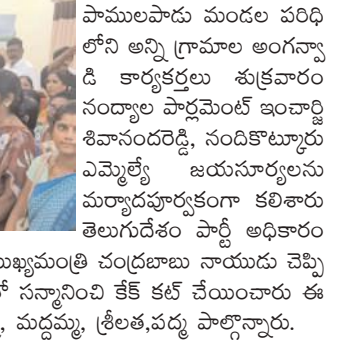 పాములపాడు మండల పరిధి
లోని అన్ని గ్రామాల అంగన్వా
డి కార్యకర్తలు శుక్రవారం
నంద్యాల పార్లమెంట్ ఇంచార్జి
శివానందరెడ్డి, నందికొట్కూరు
ఎమ్మెల్యే జయసూర్యలను
మర్యాదపూర్వకంగా కలిశారు
తెలుగుదేశం పార్టీ అధికారం
చంద్రబాబు నాయుడు చెప్పి
సన్మానించి కేక్ కట్ చేయించారు ఈ
మద్దమ్మ, శ్రీలత,పద్మ పాల్గొన్నారు.